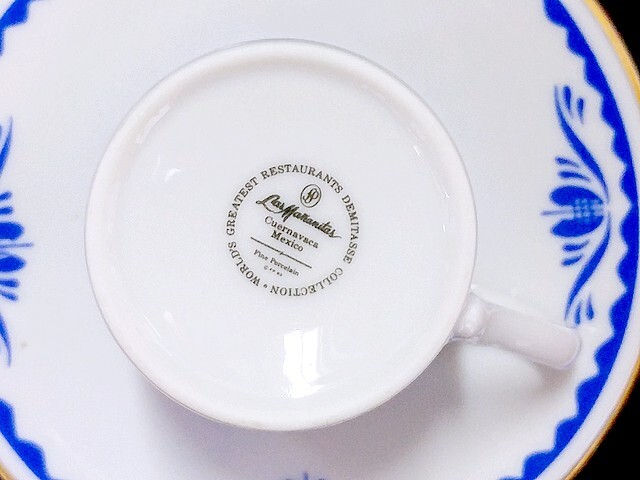 WORLD'S GREATEST RESTAURANTS DEMITASSE COLLECTION •
Las Mañanitas
Cuernavaca
Mexico
Fine Porcelain